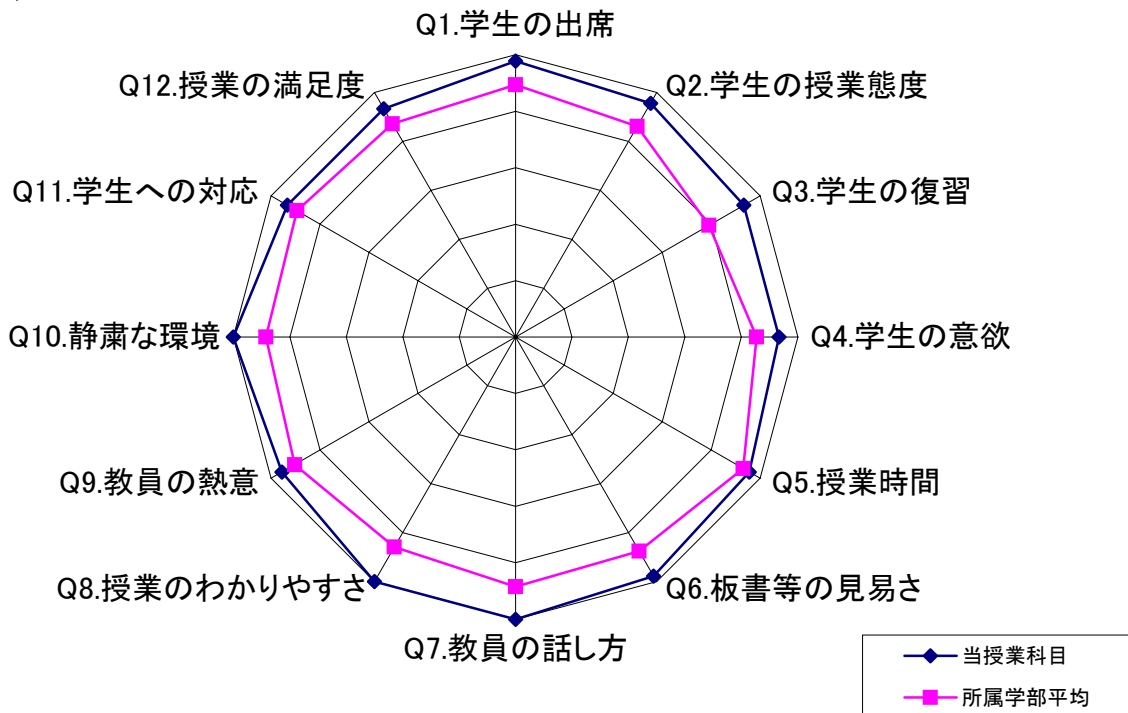 Q1.学生の出席
Q2.学生の授業態度
Q3.学生の復習
Q4.学生の意欲
Q5.授業時間
Q6.板書等の見易さ
Q7.教員の話し方
Q8.授業のわかりやすさ
Q9.教員の熱意
Q10.静粛な環境
Q11.学生への対応
Q12.授業の満足度
当授業科目
所属学部平均